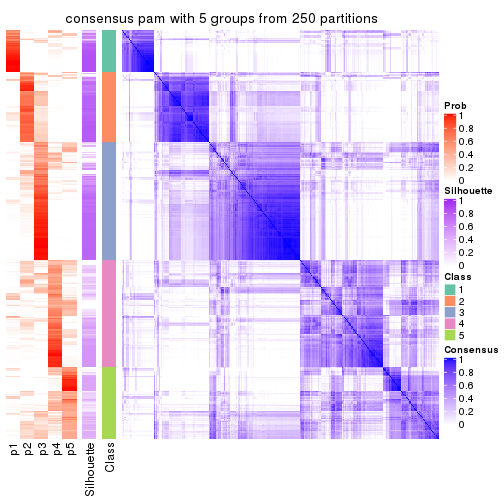 consensus pam with 5 groups from 250 partitions
Prob
1
0.8
0.6
0.4
0.2
0
Silhouette
1
0.8
0.6
0.4
0.2
0
Class
1
2
3
4
5
Consensus
1
0.8
0.6
0.4
0.2
0
p1
p2
p3
p4
p5
Silhouette
Class